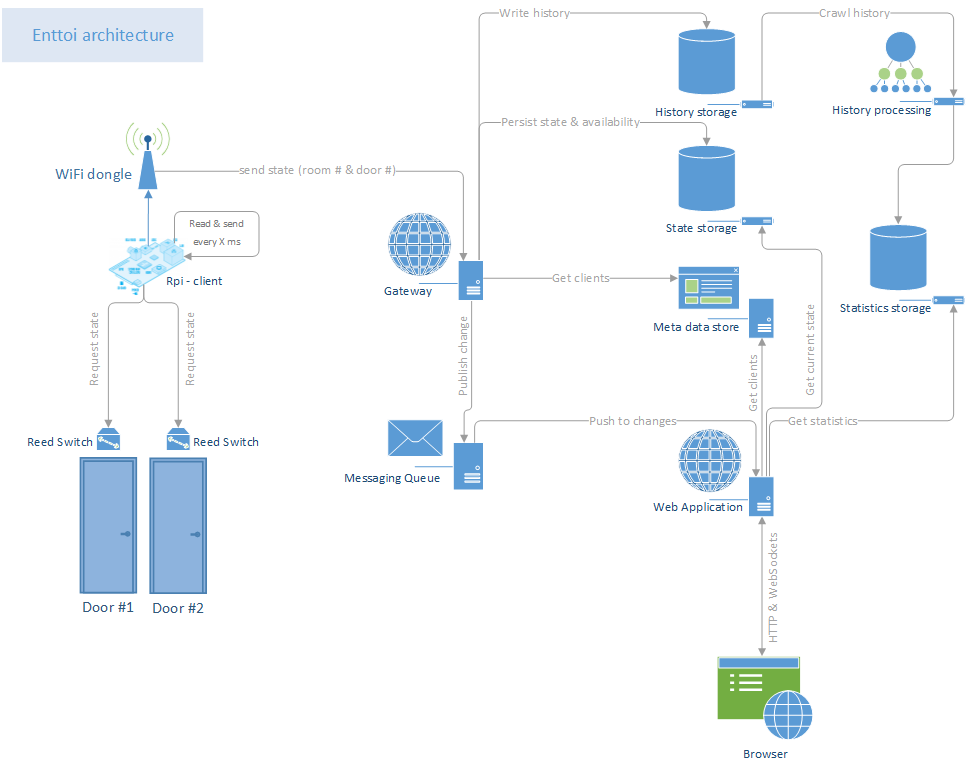 Enttoi architecture
Write history
Crawl history
History storage
History processing
Persist state & availability
WiFi dongle
send state (room # & door #)
Read & send
every X ms
State storage
Rpi - client
Gateway
Get clients
Meta data store
Statistics storage
Request state
Request state
Publish change
Get clients
Get current state
Push to changes
Get statistics
Reed Switch
Reed Switch
Messaging Queue
Web Application
HTTP & WebSockets
Door #1
Door #2
Browser